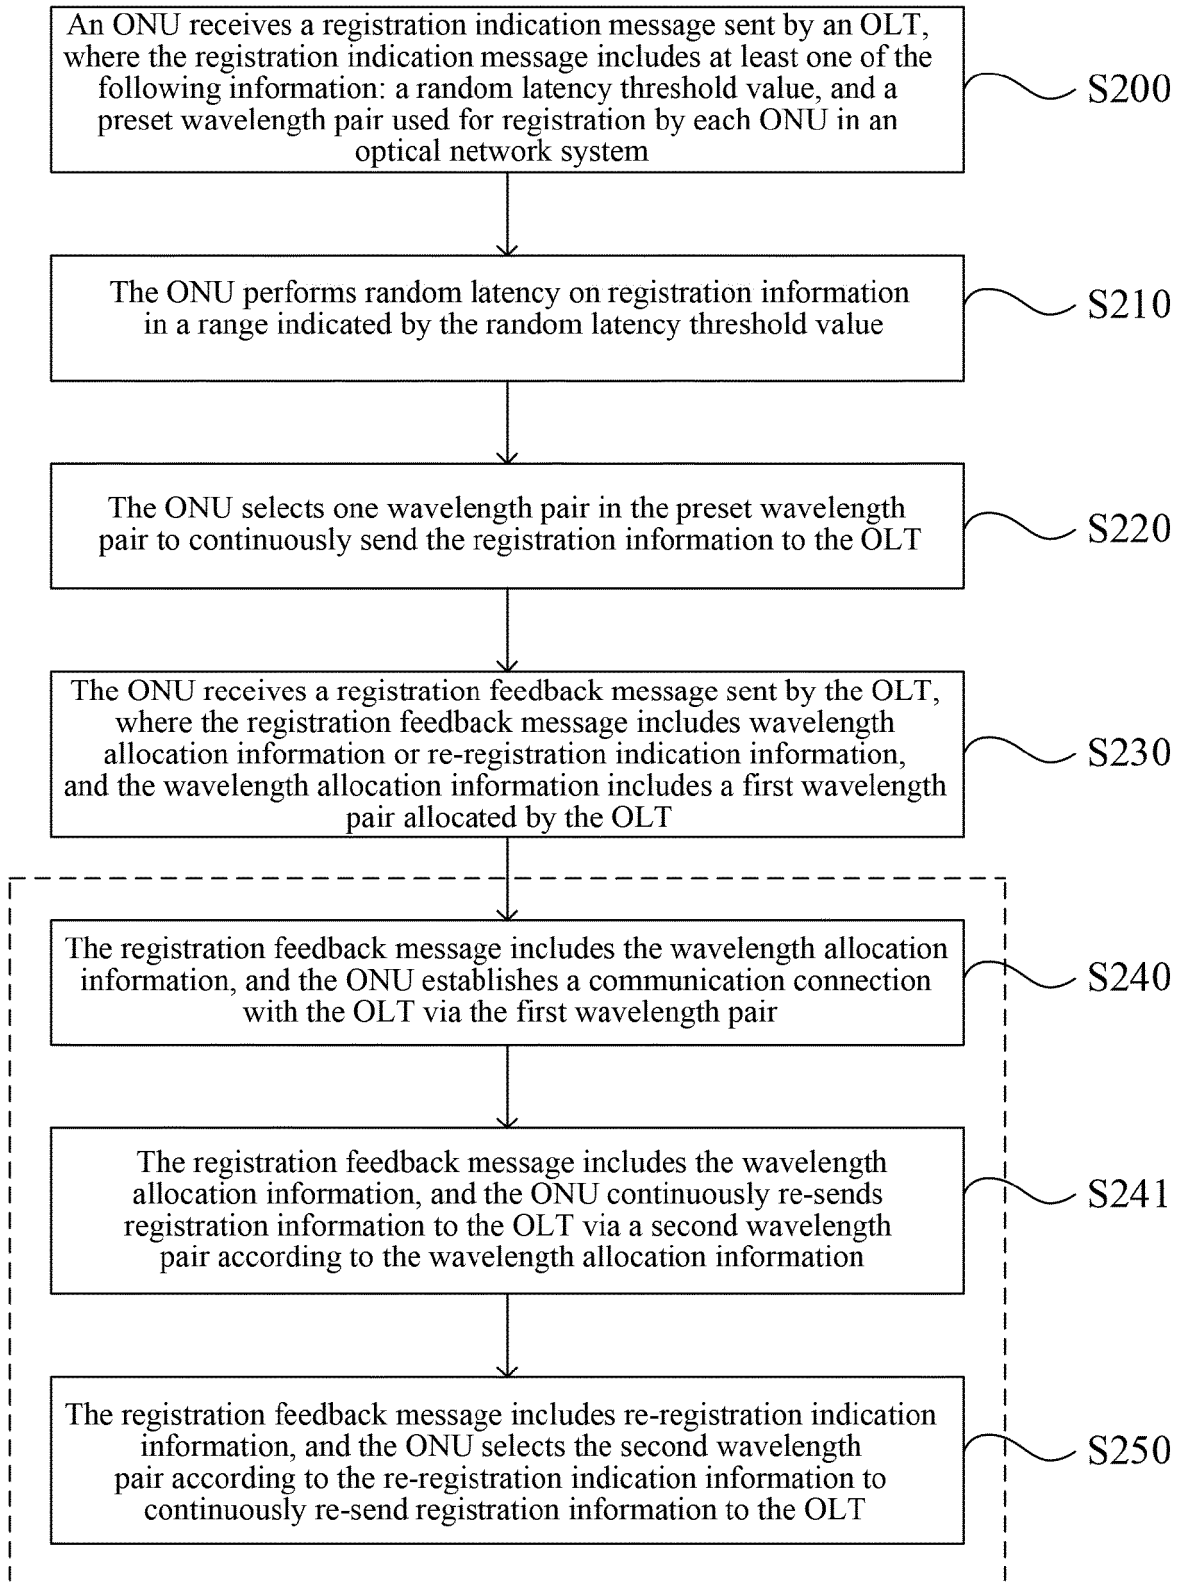 An ONU receives a registration indication message sent by an OLT,
where the registration indication message includes at least one of the
following information: a random latency threshold value, and a
preset wavelength pair used for registration by each ONU in an
optical network system
S200
The ONU performs random latency on registration information
in a range indicated by the random latency threshold value
S210
The ONU selects one wavelength pair in the preset wavelength
pair to continuously send the registration information to the OLT
S220
The ONU receives a registration feedback message sent by the OLT,
where the registration feedback message includes wavelength
allocation information or re-registration indication information,
and the wavelength allocation information includes a first wavelength
pair allocated by the OLT
S230
The registration feedback message includes the wavelength allocation
information, and the ONU establishes a communication connection
with the OLT via the first wavelength pair
S240
The registration feedback message includes the wavelength
allocation information, and the ONU continuously re-sends
registration information to the OLT via a second wavelength
pair according to the wavelength allocation information
S241
The registration feedback message includes re-registration indication
information, and the ONU selects the second wavelength
pair according to the re-registration indication information to
continuously re-send registration information to the OLT
S250